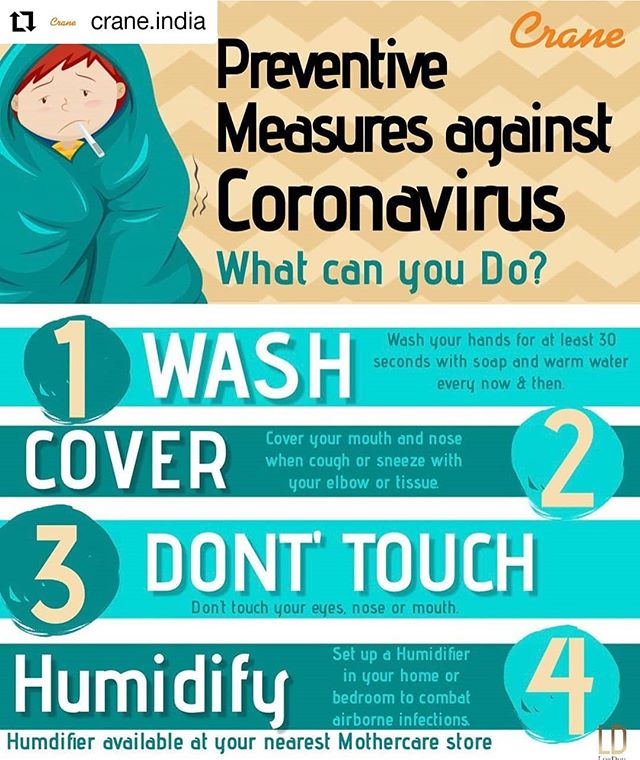 Crane crane.india
Crane
Preventive
Measures against
Coronavirus
What can you Do?
1 WASH
Wash your hands for at least 30
seconds with soap and warm water
every now & then.
COVER
Cover your mouth and nose
when cough or sneeze with
your elbow or tissue.
2
3 DONT' TOUCH
Don't touch your eyes, nose or mouth.
Humidify
Set up a Humidifier
in your home or
bedroom to combat
airborne infections.
4
Humdifier available at your nearest Mothercare store
LD